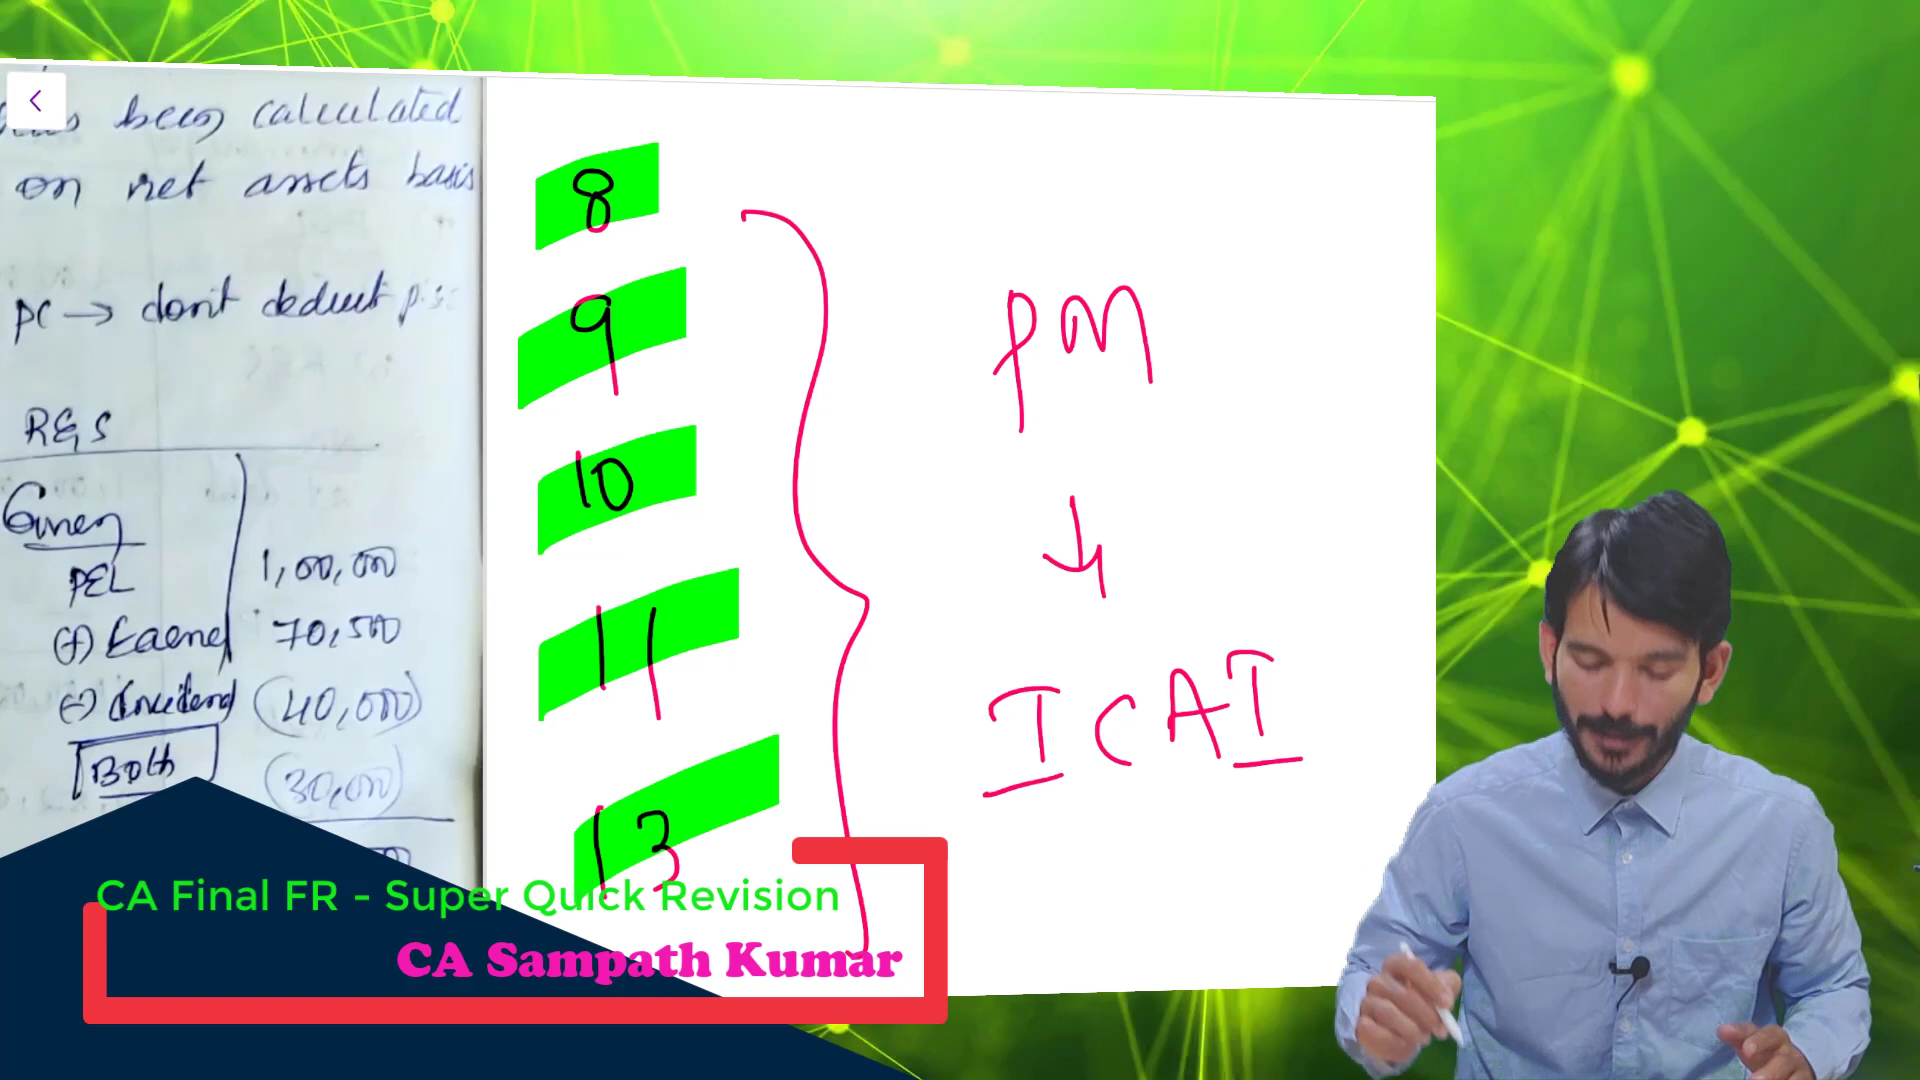 been calculated
on net assets basis
PC → don't deduct
R&S
Given
PEL 1,00,000
(+) Earned 70,500
(-) Dividend (40,000)
Both (30,000)
8
9
10
11
13
PM
↓
ICAI
CA Final FR - Super Quick Revision
CA Sampath Kumar